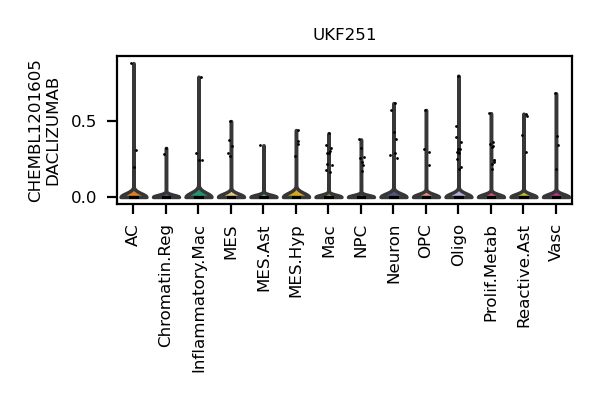 UKF251
CHEMBL1201605
DACLIZUMAB
0.5
0.0
AC
Chromatin.Reg
Inflammatory.Mac
MES
MES.Ast
MES.Hyp
Mac
NPC
Neuron
OPC
Oligo
Prolif.Metab
Reactive.Ast
Vasc